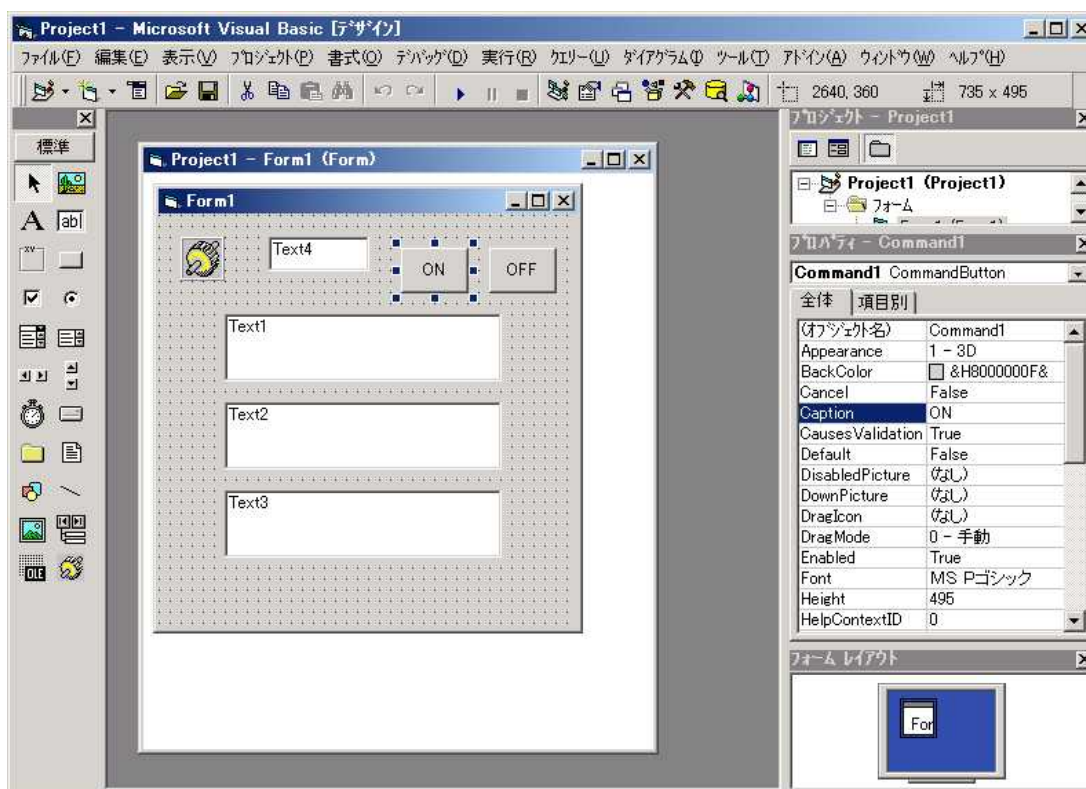 Project1 - Microsoft Visual Basic [ﾃﾞｻﾞｲﾝ]
ﾌｧｲﾙ(F) 編集(E) 表示(V) ﾌﾟﾛｼﾞｪｸﾄ(P) 書式(O) ﾃﾞﾊﾞｯｸﾞ(D) 実行(R) ｸｴﾘｰ(U) ﾀﾞｲｱｸﾞﾗﾑ(I) ﾂｰﾙ(T) ｱﾄﾞｲﾝ(A) ｳｨﾝﾄﾞｳ(W) ﾍﾙﾌﾟ(H)
2640, 360 735 x 495
標準
A ab|
XY
OLE
Project1 - Form1 (Form)
Form1
Text4 ON OFF
Text1
Text2
Text3
ﾌﾟﾛｼﾞｪｸﾄ - Project1
Project1 (Project1)
ﾌｫｰﾑ
ﾌﾟﾛﾊﾟﾃｨ - Command1
Command1 CommandButton
全体 項目別
(ｵﾌﾞｼﾞｪｸﾄ名) Command1
Appearance 1 - 3D
BackColor &H8000000F&
Cancel False
Caption ON
CausesValidation True
Default False
DisabledPicture (なし)
DownPicture (なし)
DragIcon (なし)
DragMode 0 - 手動
Enabled True
Font MS Pゴシック
Height 495
HelpContextID 0
ﾌｫｰﾑ ﾚｲｱｳﾄ
For